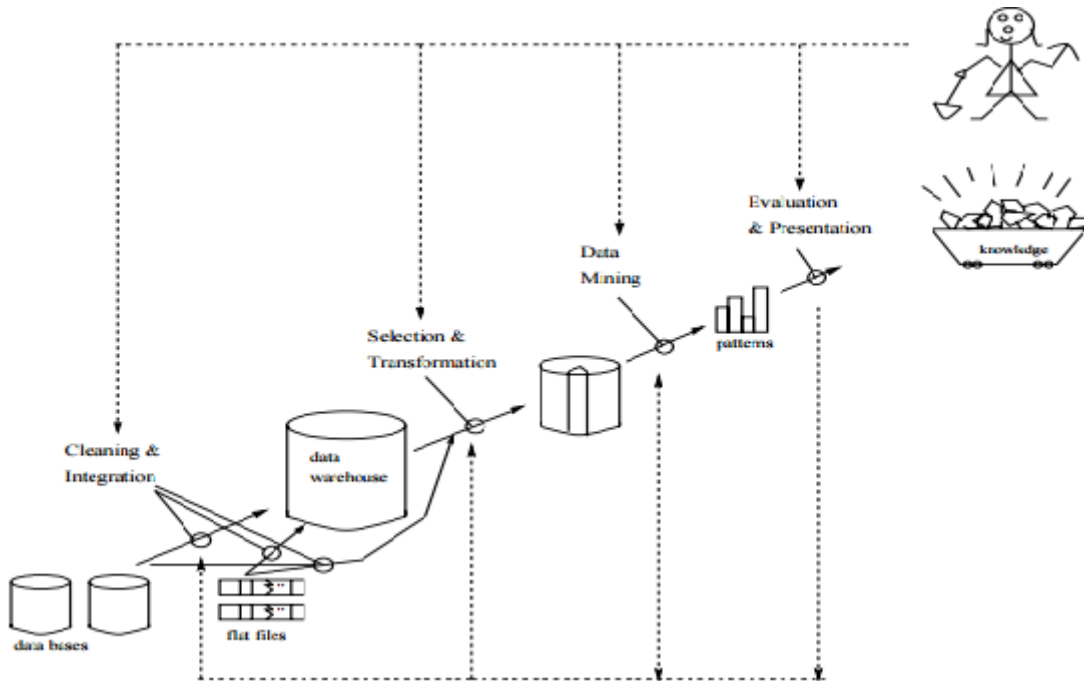 Evaluation
& Presentation
knowledge
Data
Mining
patterns
Selection &
Transformation
Cleaning &
Integration
data
warehouse
data bases
flat files